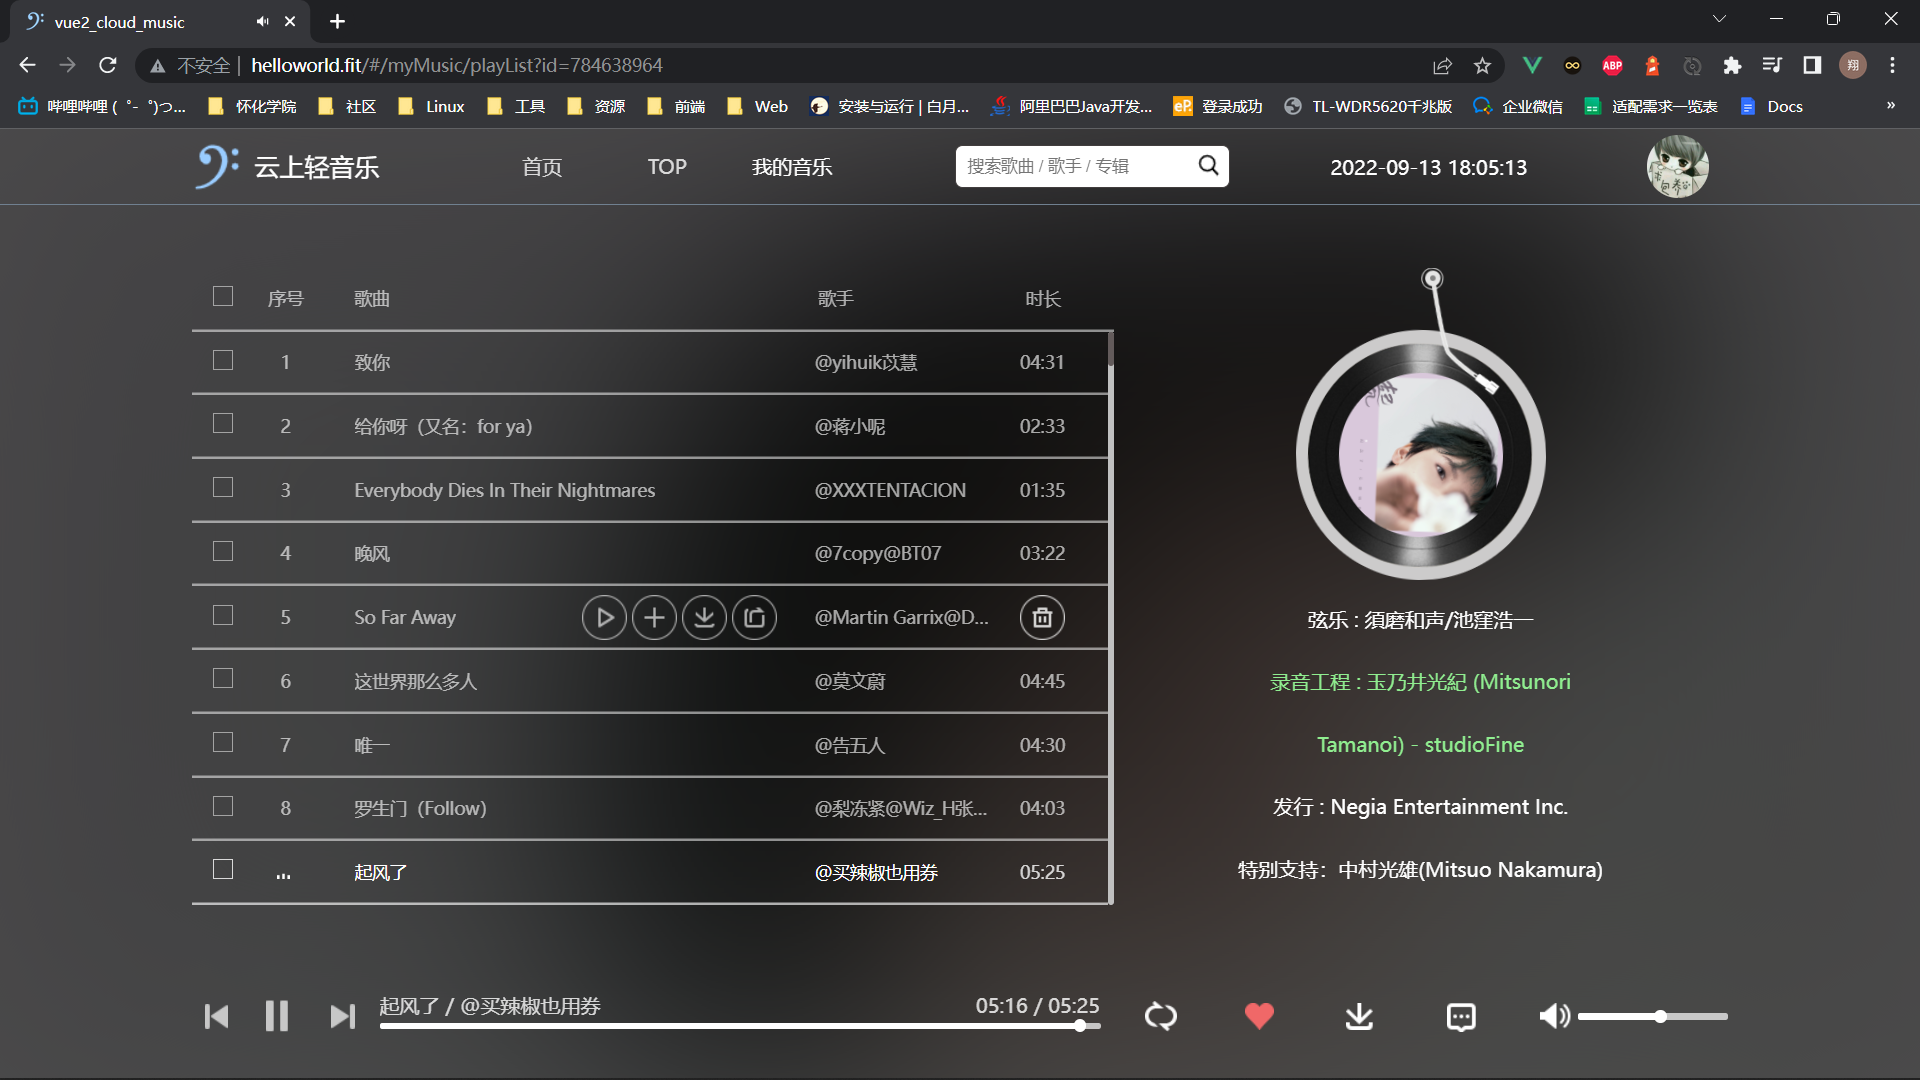 vue2_cloud_music
不安全 | helloworld.fit/#/myMusic/playList?id=784638964
ABP
翔
哔哩哔哩 ( ゜- ゜)つ... 怀化学院 社区 Linux 工具 资源 前端 Web 安装与运行 | 白月... 阿里巴巴Java开发... eP. 登录成功 TL-WDR5620千兆版 企业微信 适配需求一览表 Docs »
云上轻音乐 首页 TOP 我的音乐 搜索歌曲 / 歌手 / 专辑 2022-09-13 18:05:13
序号 歌曲 歌手 时长
1 致你 @yihuik苡慧 04:31
2 给你呀（又名：for ya） @蒋小呢 02:33
3 Everybody Dies In Their Nightmares @XXXTENTACION 01:35
4 晚风 @7copy@BT07 03:22
5 So Far Away @Martin Garrix@D...
6 这世界那么多人 @莫文蔚 04:45
7 唯一 @告五人 04:30
8 罗生门（Follow） @梨冻紧@Wiz_H张... 04:03
... 起风了 @买辣椒也用券 05:25
弦乐 : 須磨和声/池窪浩一
录音工程 : 玉乃井光紀 (Mitsunori
Tamanoi) - studioFine
发行 : Negia Entertainment Inc.
特别支持：中村光雄(Mitsuo Nakamura)
起风了 / @买辣椒也用券 05:16 / 05:25